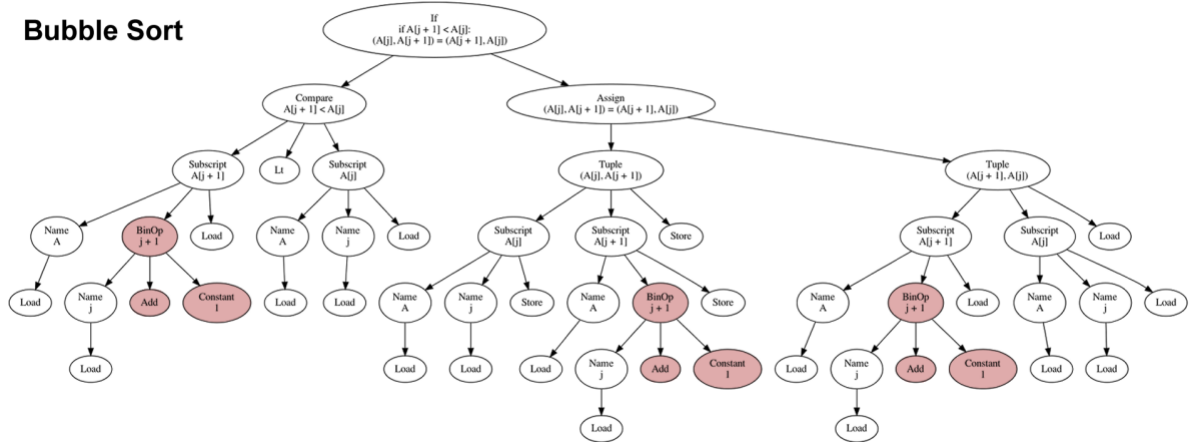 Bubble Sort
If
if A[j + 1] < A[j]:
(A[j], A[j + 1]) = (A[j + 1], A[j])
Compare
A[j + 1] < A[j]
Assign
(A[j], A[j + 1]) = (A[j + 1], A[j])
Subscript
A[j + 1]
Lt
Subscript
A[j]
Tuple
(A[j], A[j + 1])
Tuple
(A[j + 1], A[j])
Name
A
BinOp
j + 1
Load
Name
A
Name
j
Load
Subscript
A[j]
Subscript
A[j + 1]
Store
Subscript
A[j + 1]
Subscript
A[j]
Load
Load
Name
j
Add
Constant
1
Load
Load
Name
A
Name
j
Store
Name
A
BinOp
j + 1
Store
Name
A
BinOp
j + 1
Load
Name
A
Name
j
Load
Load
Load
Load
Load
Name
j
Add
Constant
1
Load
Name
j
Add
Constant
1
Load
Load
Load
Load